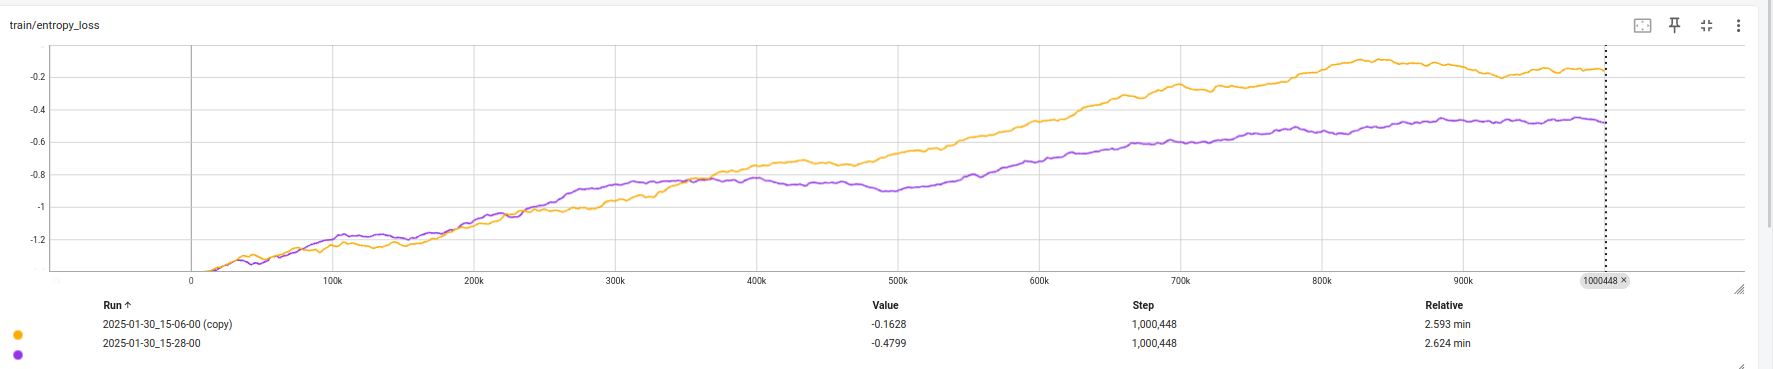 train/entropy_loss
-0.2
-0.4
-0.6
-0.8
-1
-1.2
0 100k 200k 300k 400k 500k 600k 700k 800k 900k 1000448 ×
Run ↑ Value Step Relative
2025-01-30_15-06-00 (copy) -0.1628 1,000,448 2.593 min
2025-01-30_15-28-00 -0.4799 1,000,448 2.624 min